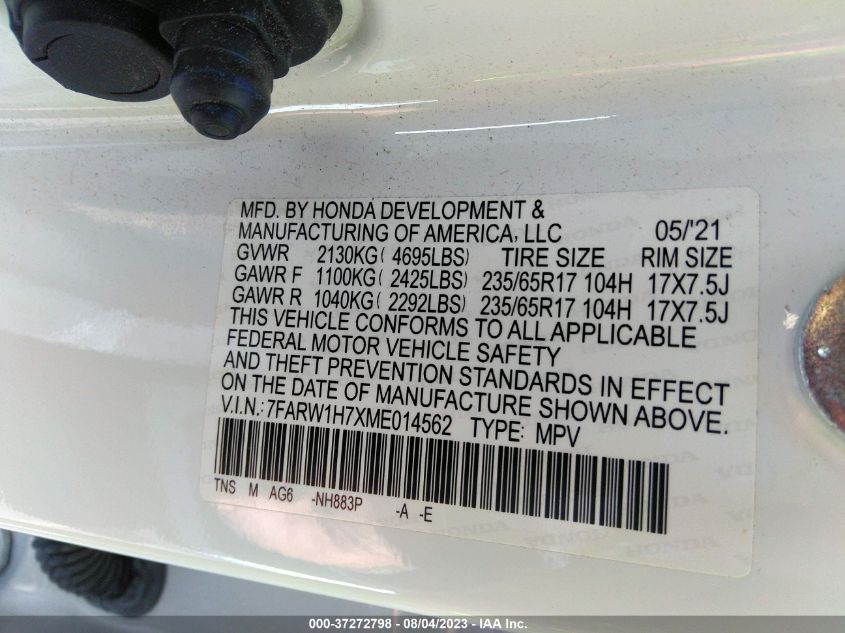 MFD. BY HONDA DEVELOPMENT &
MANUFACTURING OF AMERICA, LLC 05/'21
GVWR 2130KG( 4695LBS) TIRE SIZE RIM SIZE
GAWR F 1100KG( 2425LBS) 235/65R17 104H 17X7.5J
GAWR R 1040KG( 2292LBS) 235/65R17 104H 17X7.5J
THIS VEHICLE CONFORMS TO ALL APPLICABLE
FEDERAL MOTOR VEHICLE SAFETY
AND THEFT PREVENTION STANDARDS IN EFFECT
ON THE DATE OF MANUFACTURE SHOWN ABOVE.
V.I.N.: 7FARW1H7XME014562 TYPE: MPV
TNS M AG6 -NH883P -A -E
HONDA
000-37272798 - 08/04/2023 - IAA Inc.